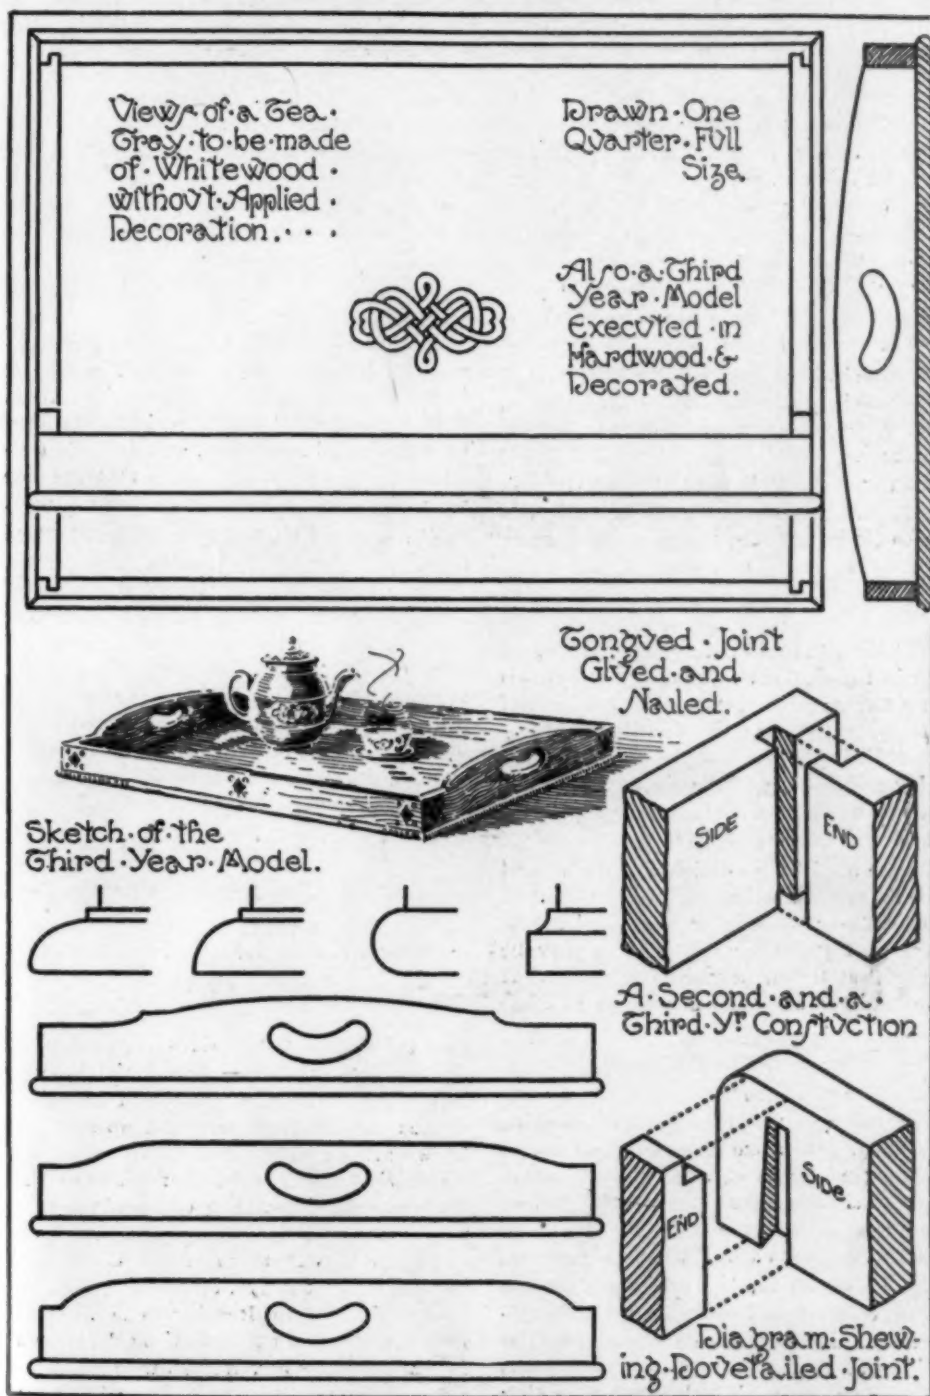 Views·of·a·Tea·
Tray·to·be·made
of·Whitewood·
without·Applied·
Decoration. · · ·
Drawn·One
Quarter·Full
Size.
Also·a·Third
Year·Model
Executed·in
Hardwood·&
Decorated.
Tongued·Joint
Glued·and
Nailed.
SIDE
END
Sketch·of·the
Third·Year·Model.
A·Second·and·a·
Third·Yr Constuction
END
SIDe
Diagram·Shew-
ing·Dovetailed·Joint.